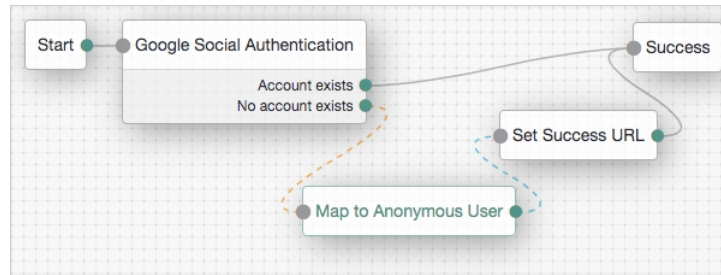 Start
Google Social Authentication
Success
Account exists
No account exists
Set Success URL
Map to Anonymous User